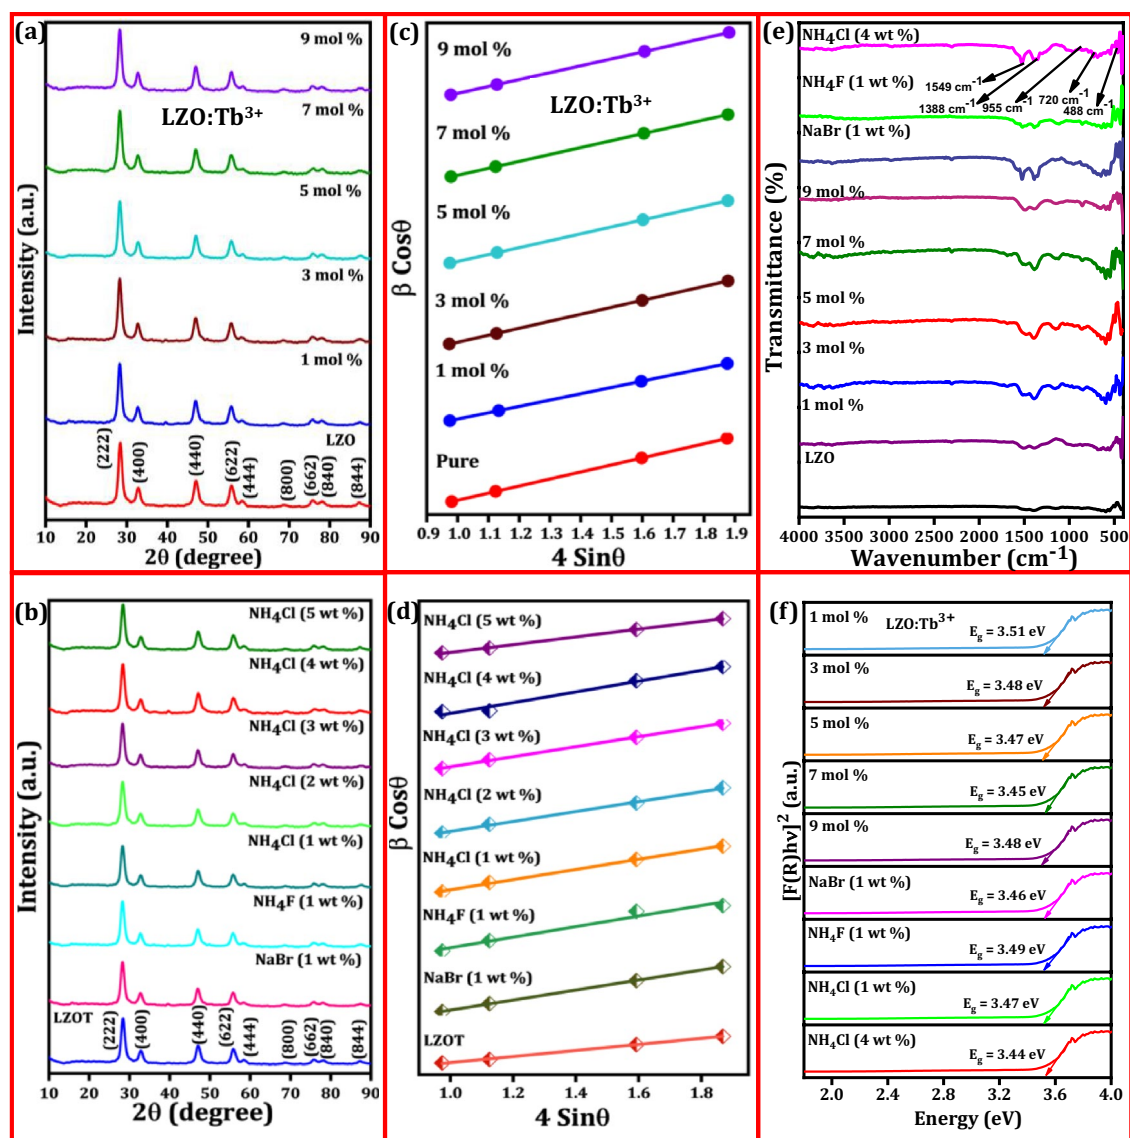 (a)
9 mol %
LZO:Tb³⁺
7 mol %
5 mol %
3 mol %
1 mol %
LZO
(222)
(400)
(440)
(622)
(444)
(800)
(662)
(840)
(844)
Intensity (a.u.)
10 20 30 40 50 60 70 80 90
2θ (degree)
(c)
9 mol %
LZO:Tb³⁺
7 mol %
5 mol %
3 mol %
1 mol %
Pure
β Cosθ
0.9 1.0 1.1 1.2 1.3 1.4 1.5 1.6 1.7 1.8 1.9
4 Sinθ
(e)
NH₄Cl (4 wt %)
1549 cm⁻¹
1388 cm⁻¹
955 cm⁻¹
720 cm⁻¹
488 cm⁻¹
NH₄F (1 wt %)
NaBr (1 wt %)
9 mol %
7 mol %
5 mol %
3 mol %
1 mol %
LZO
Transmittance (%)
4000 3500 3000 2500 2000 1500 1000 500
Wavenumber (cm⁻¹)
(b)
NH₄Cl (5 wt %)
NH₄Cl (4 wt %)
NH₄Cl (3 wt %)
NH₄Cl (2 wt %)
NH₄Cl (1 wt %)
NH₄F (1 wt %)
NaBr (1 wt %)
LZOT
(222)
(400)
(440)
(622)
(444)
(800)
(662)
(840)
(844)
Intensity (a.u.)
10 20 30 40 50 60 70 80 90
2θ (degree)
(d)
NH₄Cl (5 wt %)
NH₄Cl (4 wt %)
NH₄Cl (3 wt %)
NH₄Cl (2 wt %)
NH₄Cl (1 wt %)
NH₄F (1 wt %)
NaBr (1 wt %)
LZOT
β Cosθ
1.0 1.2 1.4 1.6 1.8
4 Sinθ
(f)
1 mol % LZO:Tb³⁺
E_g = 3.51 eV
3 mol %
E_g = 3.48 eV
5 mol %
E_g = 3.47 eV
7 mol %
E_g = 3.45 eV
9 mol %
E_g = 3.48 eV
NaBr (1 wt %)
E_g = 3.46 eV
NH₄F (1 wt %)
E_g = 3.49 eV
NH₄Cl (1 wt %)
E_g = 3.47 eV
NH₄Cl (4 wt %)
E_g = 3.44 eV
[F(R)hν]² (a.u.)
2.0 2.4 2.8 3.2 3.6 4.0
Energy (eV)